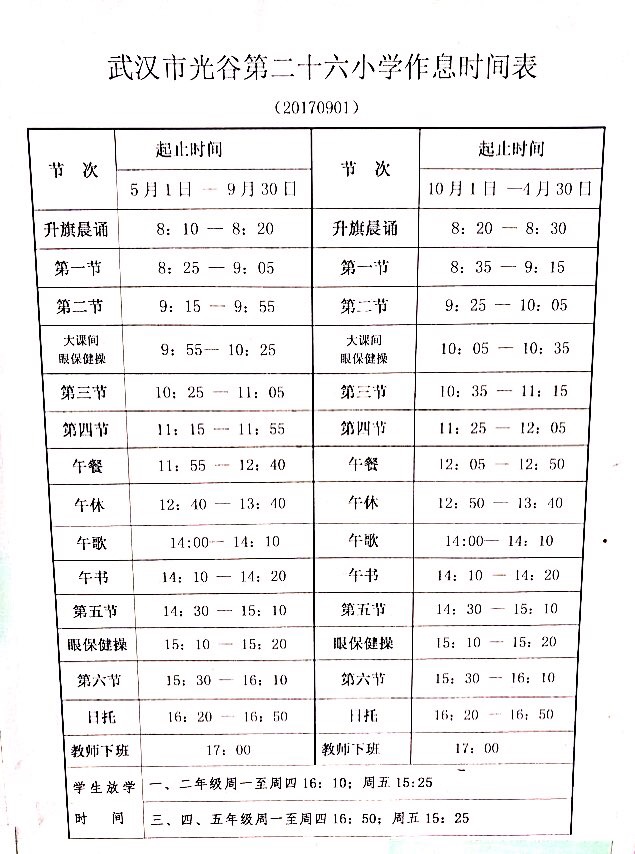 武汉市光谷第二十六小学作息时间表
（20170901）
节 次 起止时间 节 次 起止时间
5月1日 — 9月30日 10月1日 —4月30日
升旗晨诵 8：10 — 8：20 升旗晨诵 8：20 — 8：30
第一节 8：25 — 9：05 第一节 8：35 — 9：15
第二节 9：15 — 9：55 第二节 9：25 — 10：05
大课间 眼保健操 9：55— 10：25 大课间 眼保健操 10：05 — 10：35
第三节 10：25 — 11：05 第三节 10：35 — 11：15
第四节 11：15 — 11：55 第四节 11：25 — 12：05
午餐 11：55 — 12：40 午餐 12：05 — 12：50
午休 12：40 — 13：40 午休 12：50 — 13：40
午歌 14:00— 14：10 午歌 14:00— 14：10
午书 14：10 — 14：20 午书 14：10 — 14：20
第五节 14：30 — 15：10 第五节 14：30 — 15：10
眼保健操 15：10 — 15：20 眼保健操 15：10 — 15：20
第六节 15：30 — 16：10 第六节 15：30 — 16：10
日托 16：20 — 16：50 日托 16：20 — 16：50
教师下班 17：00 教师下班 17：00
学生放学 一、二年级周一至周四16：10；周五15:25
时 间 三、四、五年级周一至周四16：50；周五15：25